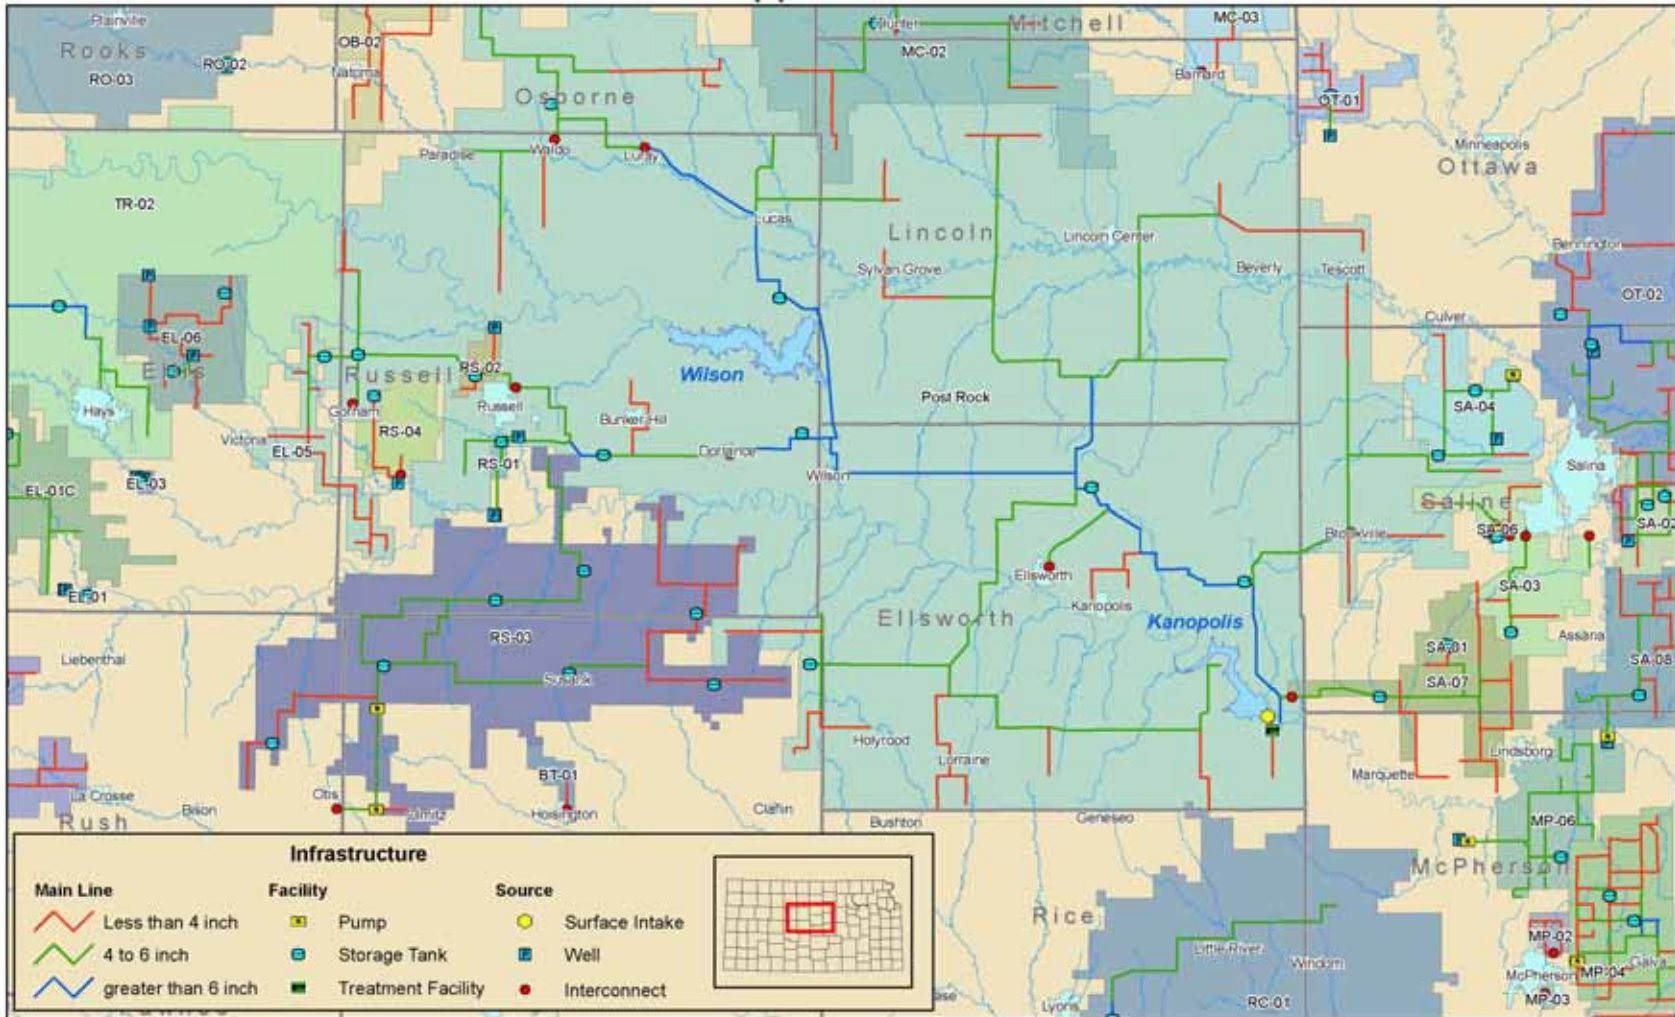 Plainville
Rooks
RO-02
RO-03
OB-02
Natoma
Osborne
Hunter
Mitchell
MC-03
MC-02
Barnard
OT-01
Minneapolis
Ottawa
Paradise
Waldo
Luray
TR-02
Lucas
Lincoln
Lincoln Center
Sylvan Grove
Beverly
Tescott
Bennington
OT-02
Culver
EL-06
Ellis
Hays
Russell
RS-02
Russell
Gorham
RS-04
Victoria
EL-05
RS-01
Bunker Hill
Dorrance
Wilson
Wilson
Post Rock
SA-04
Salina
EL-03
EL-01C
EL-01
Saline
SA-06
SA-02
Brookville
Ellsworth
Kanopolis
Ellsworth
Kanopolis
SA-03
Assaria
SA-01
SA-07
SA-08
Liebenthal
RS-03
Susank
Holyrood
Lorraine
Lindsborg
Marquette
La Crosse
Rush
Bison
Otis
Olmitz
BT-01
Hoisington
Claflin
Bushton
Geneseo
MP-06
McPherson
Rice
Little River
Windom
Lyons
RC-01
MP-02
McPherson
MP-03
MP-04
Galva
Infrastructure
Main Line
Less than 4 inch
4 to 6 inch
greater than 6 inch
Facility
Pump
Storage Tank
Treatment Facility
Source
Surface Intake
Well
Interconnect